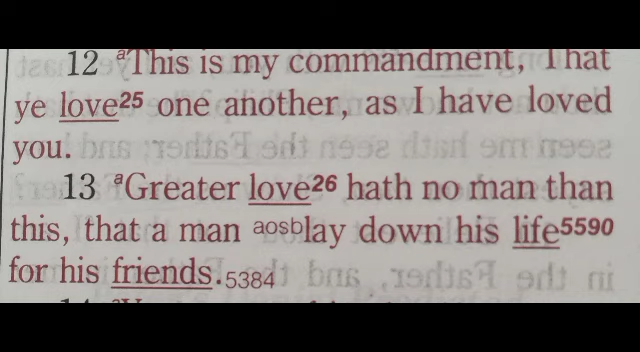 12 ᵃThis is my commandment, That
ye love25 one another, as I have loved
you.
13 ᵃGreater love26 hath no man than
this, that a man aosblay down his life5590
for his friends.5384